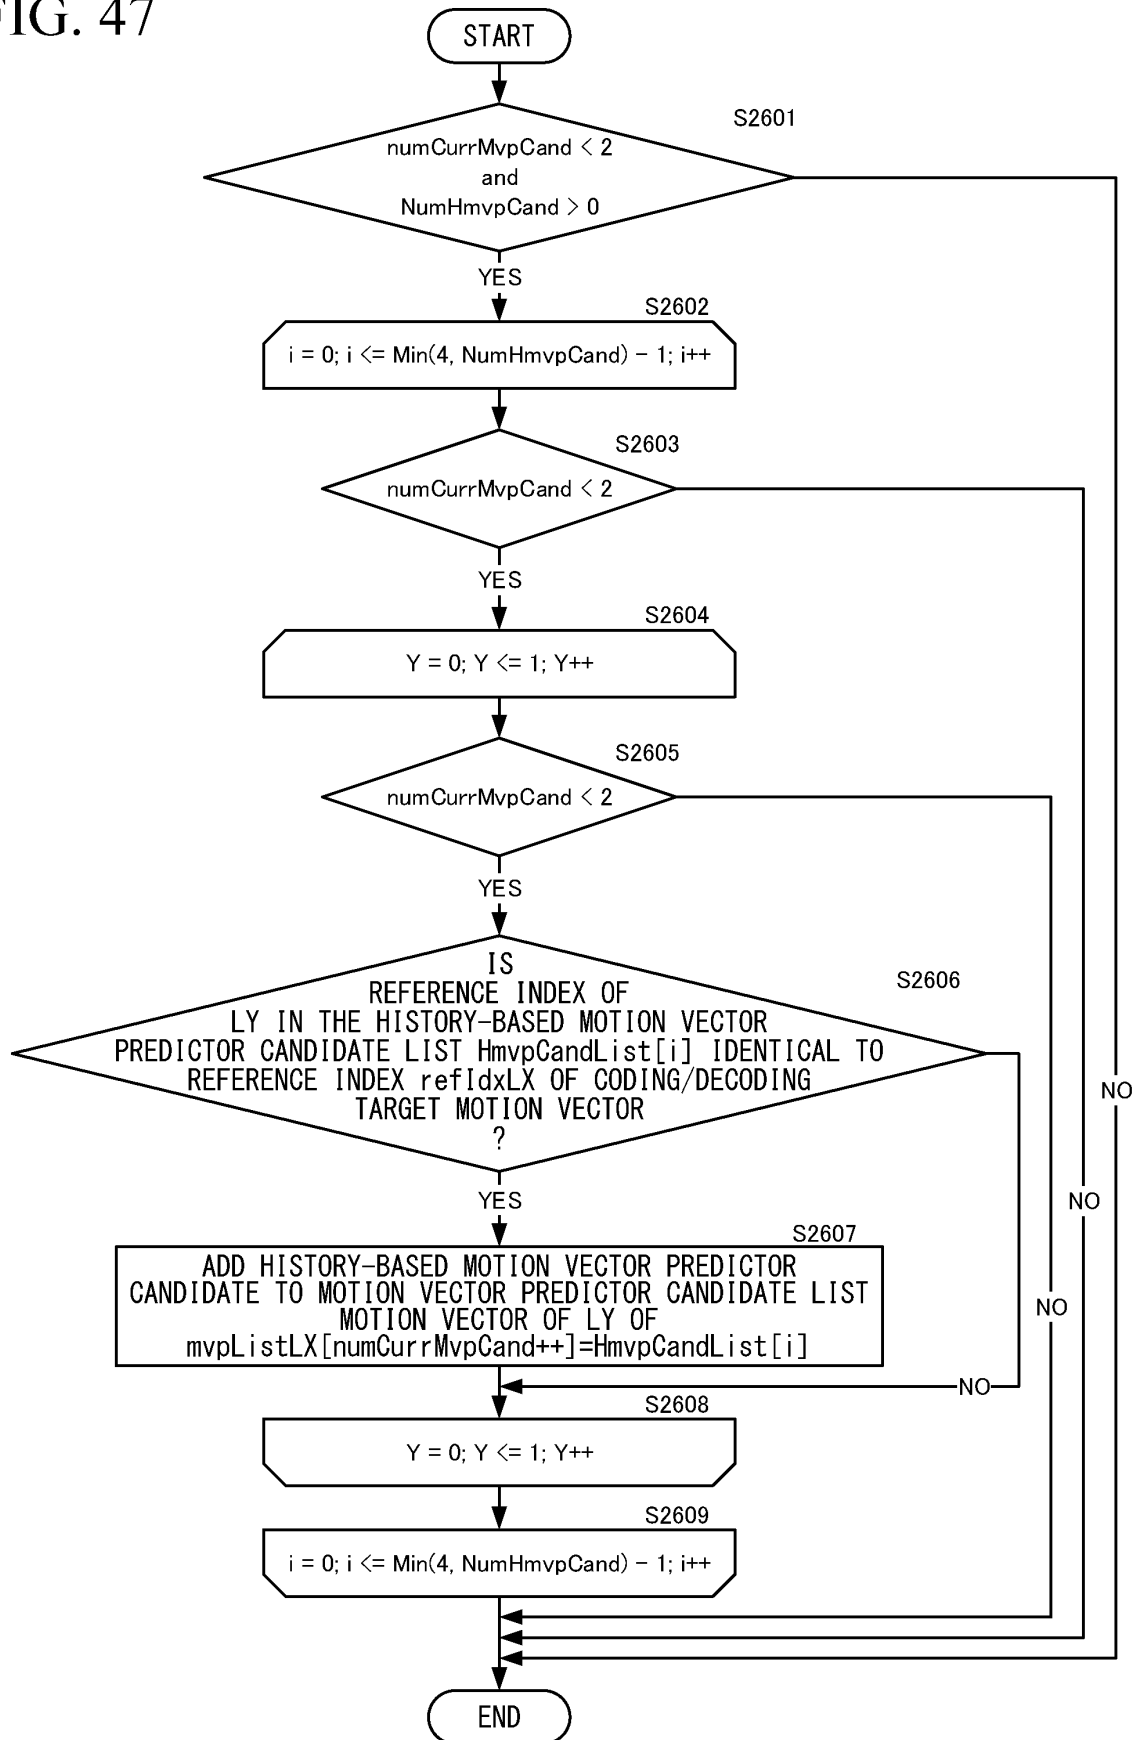 FIG. 47
START
S2601
numCurrMvpCand < 2
and
NumHmvpCand > 0
YES
S2602
i = 0; i <= Min(4, NumHmvpCand) - 1; i++
S2603
numCurrMvpCand < 2
YES
S2604
Y = 0; Y <= 1; Y++
S2605
numCurrMvpCand < 2
YES
IS
S2606
REFERENCE INDEX OF
LY IN THE HISTORY-BASED MOTION VECTOR
PREDICTOR CANDIDATE LIST HmvpCandList[i] IDENTICAL TO
REFERENCE INDEX refIdxLX OF CODING/DECODING
TARGET MOTION VECTOR
?
NO
YES
NO
S2607
ADD HISTORY-BASED MOTION VECTOR PREDICTOR
CANDIDATE TO MOTION VECTOR PREDICTOR CANDIDATE LIST
MOTION VECTOR OF LY OF
mvpListLX[numCurrMvpCand++]=HmvpCandList[i]
NO
NO
S2608
Y = 0; Y <= 1; Y++
S2609
i = 0; i <= Min(4, NumHmvpCand) - 1; i++
END